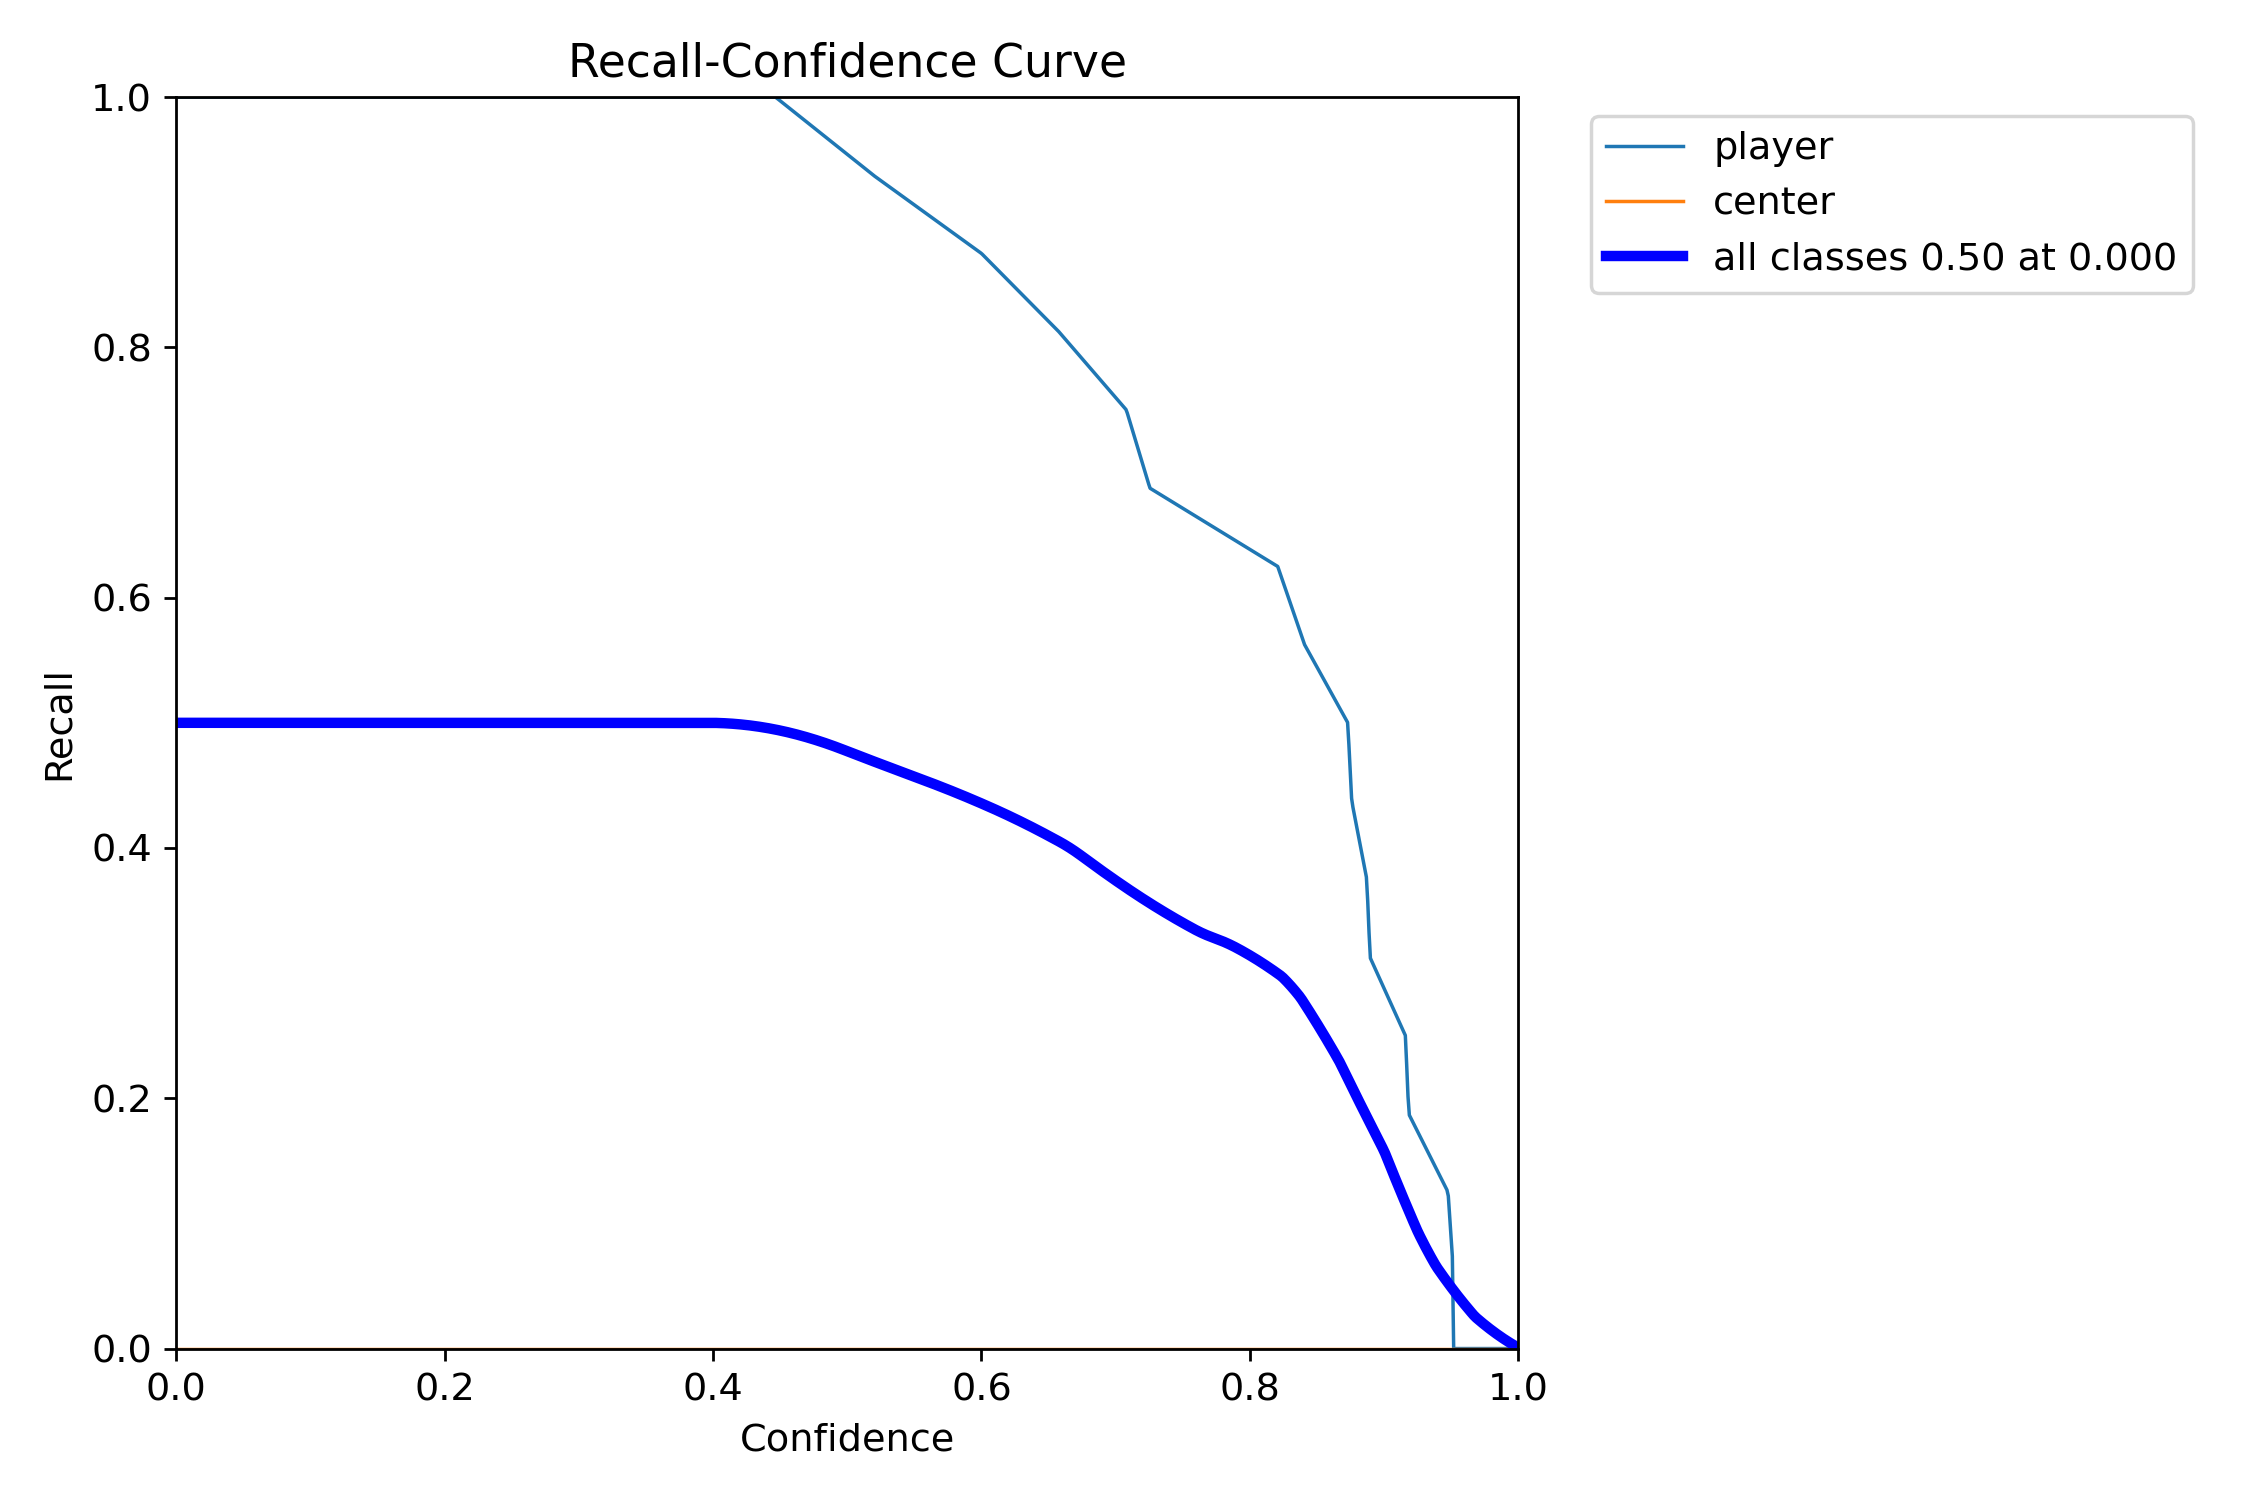 Recall-Confidence Curve
1.0
0.8
0.6
0.4
0.2
0.0
Recall
0.0 0.2 0.4 0.6 0.8 1.0
Confidence
player
center
all classes 0.50 at 0.000